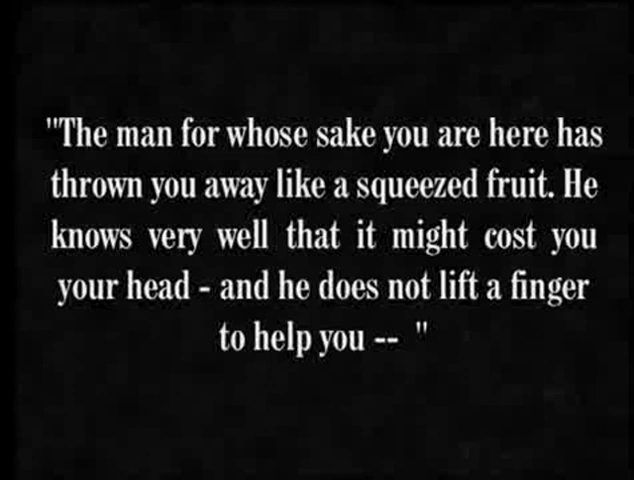 "The man for whose sake you are here has
thrown you away like a squeezed fruit. He
knows very well that it might cost you
your head - and he does not lift a finger
to help you -- "